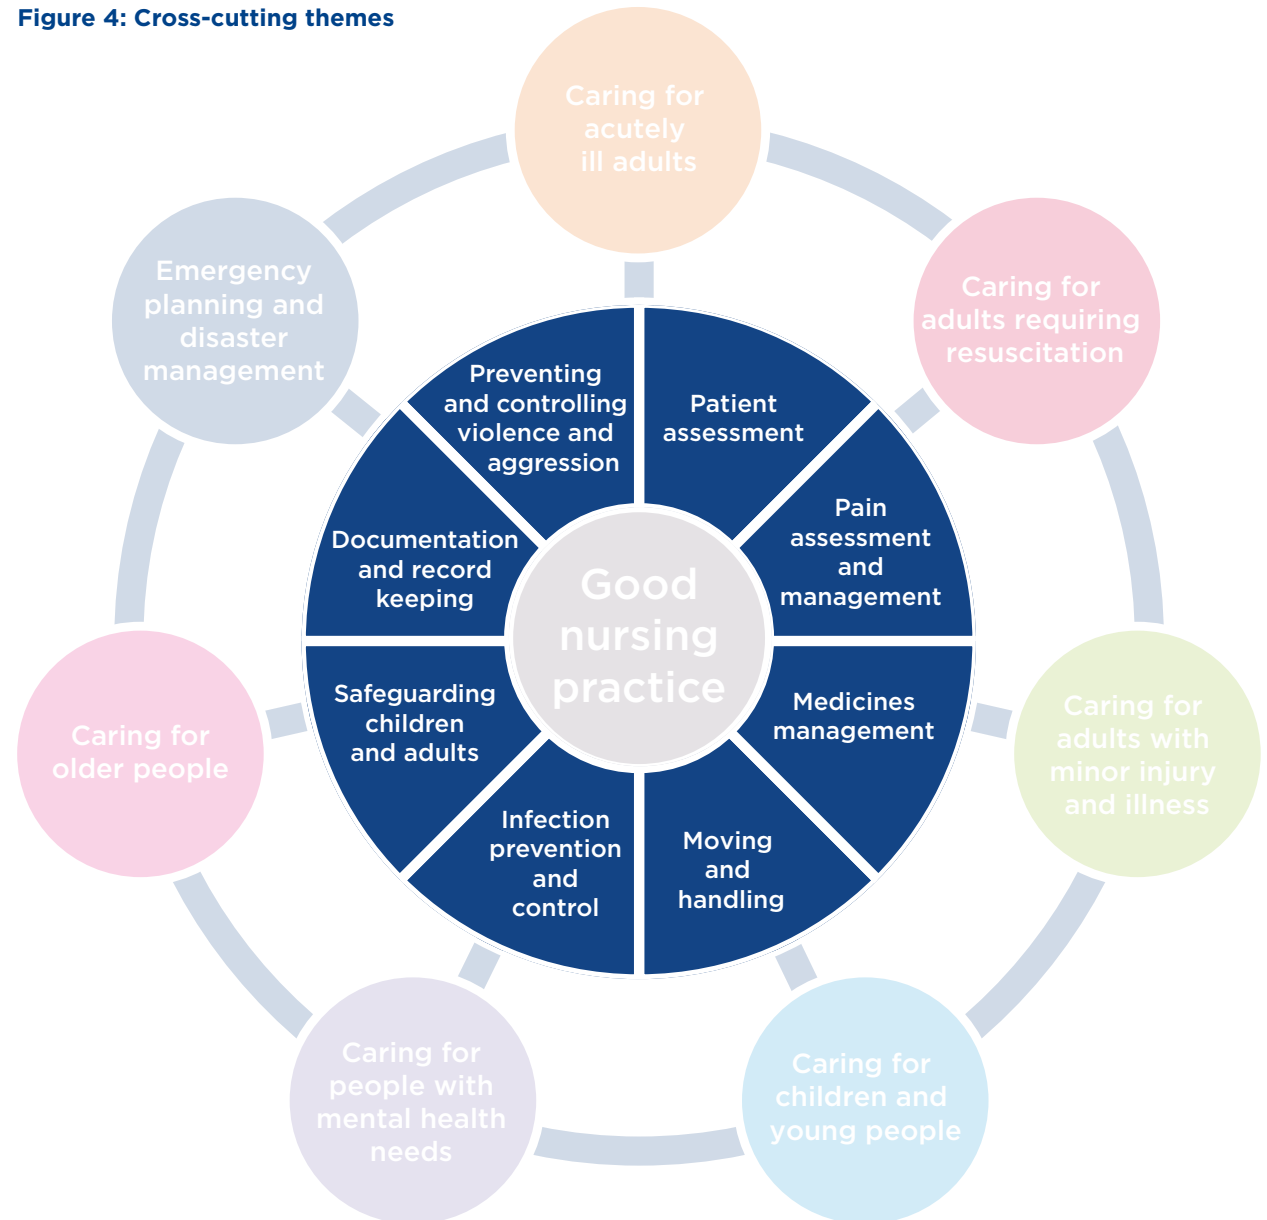 Figure 4: Cross-cutting themes
Caring for
acutely
ill adults
Caring for
adults requiring
resuscitation
Caring for
adults with
minor injury
and illness
Caring for
children and
young people
Caring for
people with
mental health
needs
Caring for
older people
Emergency
planning and
disaster
management
Patient
assessment
Pain
assessment
and
management
Medicines
management
Moving
and
handling
Infection
prevention
and
control
Safeguarding
children
and adults
Documentation
and record
keeping
Preventing
and controlling
violence and
aggression
Good
nursing
practice